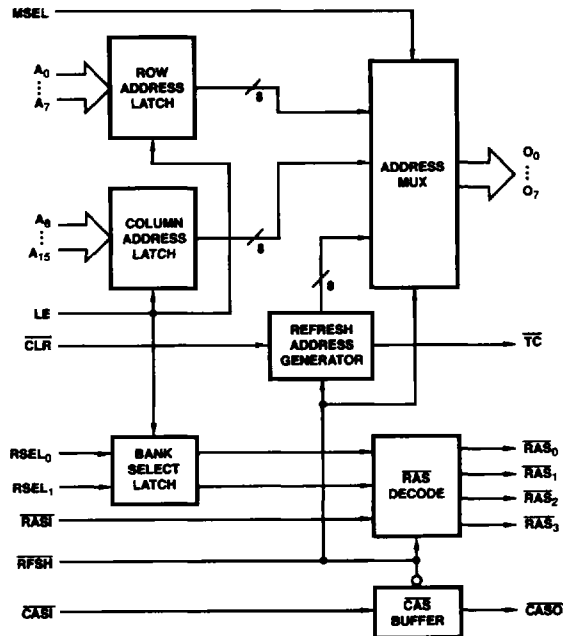 MSEL
A0
A7
ROW
ADDRESS
LATCH
8
ADDRESS
MUX
O0
O7
A8
A15
COLUMN
ADDRESS
LATCH
8
8
LE
CLR
REFRESH
ADDRESS
GENERATOR
TC
RSEL0
RSEL1
BANK
SELECT
LATCH
RAS
DECODE
RAS0
RAS1
RAS2
RAS3
RASI
RFSH
CASI
CAS
BUFFER
CASO